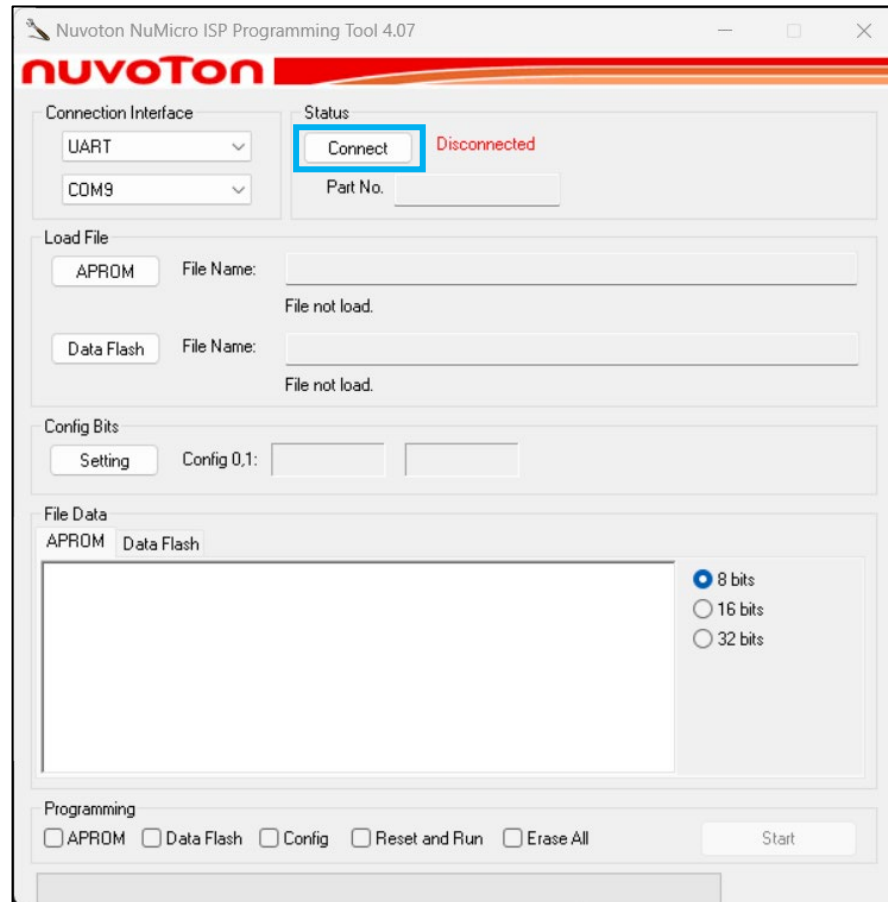 Nuvoton NuMicro ISP Programming Tool 4.07
nuvoTon
Connection Interface
UART
COM9
Status
Connect
Disconnected
Part No.
Load File
APROM
File Name:
File not load.
Data Flash
File Name:
File not load.
Config Bits
Setting
Config 0,1:
File Data
APROM
Data Flash
8 bits
16 bits
32 bits
Programming
APROM
Data Flash
Config
Reset and Run
Erase All
Start